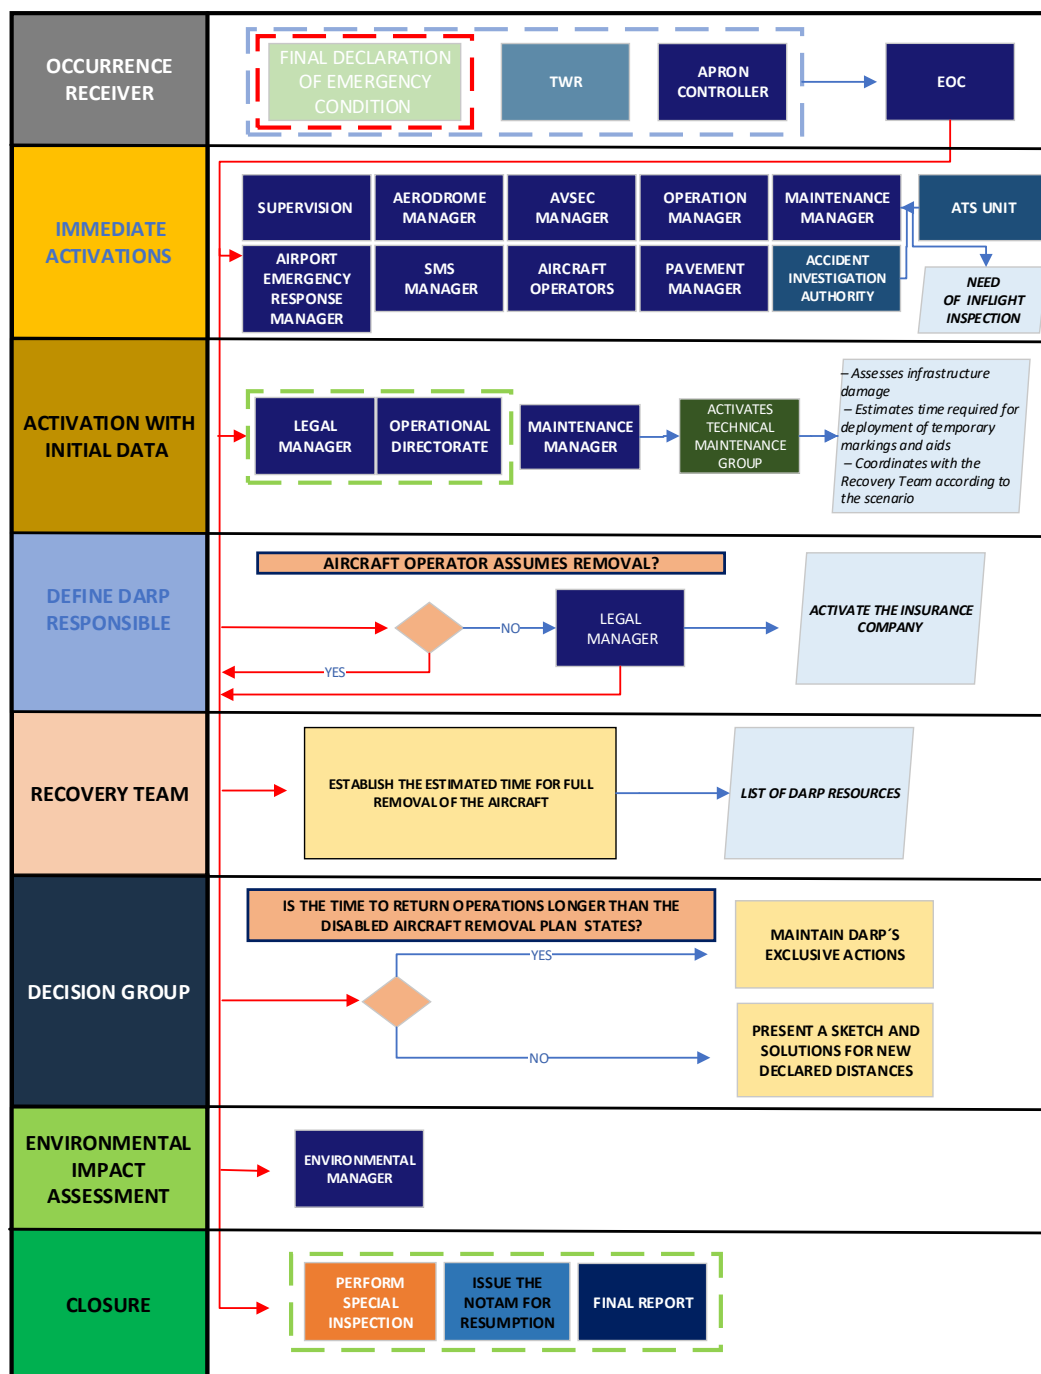 OCCURRENCE
RECEIVER
FINAL DECLARATION
OF EMERGENCY
CONDITION
TWR
APRON
CONTROLLER
EOC
IMMEDIATE
ACTIVATIONS
SUPERVISION
AERODROME
MANAGER
AVSEC
MANAGER
OPERATION
MANAGER
MAINTENANCE
MANAGER
ATS UNIT
AIRPORT
EMERGENCY
RESPONSE
MANAGER
SMS
MANAGER
AIRCRAFT
OPERATORS
PAVEMENT
MANAGER
ACCIDENT
INVESTIGATION
AUTHORITY
NEED
OF INFLIGHT
INSPECTION
ACTIVATION WITH
INITIAL DATA
LEGAL
MANAGER
OPERATIONAL
DIRECTORATE
MAINTENANCE
MANAGER
ACTIVATES
TECHNICAL
MAINTENANCE
GROUP
– Assesses infrastructure
damage
– Estimates time required for
deployment of temporary
markings and aids
– Coordinates with the
Recovery Team according to
the scenario
DEFINE DARP
RESPONSIBLE
AIRCRAFT OPERATOR ASSUMES REMOVAL?
NO
YES
LEGAL
MANAGER
ACTIVATE THE INSURANCE
COMPANY
RECOVERY TEAM
ESTABLISH THE ESTIMATED TIME FOR FULL
REMOVAL OF THE AIRCRAFT
LIST OF DARP RESOURCES
DECISION GROUP
IS THE TIME TO RETURN OPERATIONS LONGER THAN THE
DISABLED AIRCRAFT REMOVAL PLAN STATES?
YES
MAINTAIN DARP´S
EXCLUSIVE ACTIONS
NO
PRESENT A SKETCH AND
SOLUTIONS FOR NEW
DECLARED DISTANCES
ENVIRONMENTAL
IMPACT
ASSESSMENT
ENVIRONMENTAL
MANAGER
CLOSURE
PERFORM
SPECIAL
INSPECTION
ISSUE THE
NOTAM FOR
RESUMPTION
FINAL REPORT